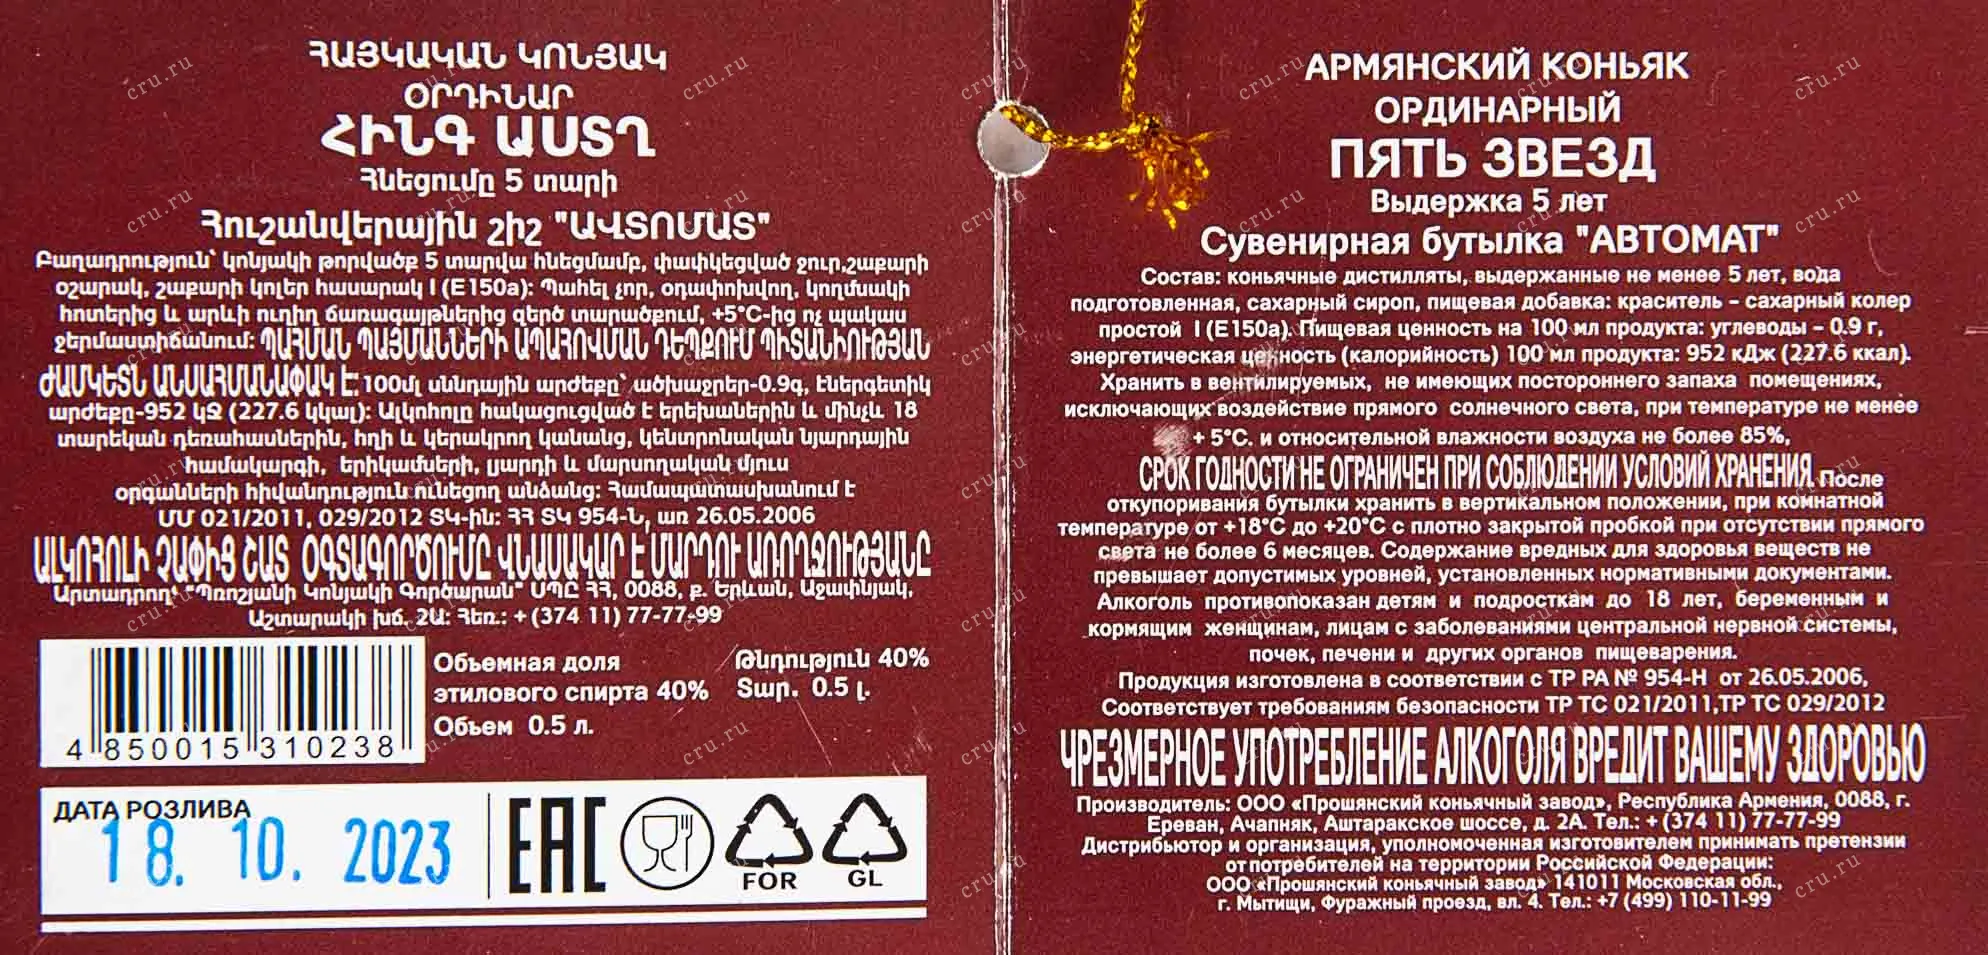 ՀԱՅԿԱԿԱՆ ԿՈՆՅԱԿ
ՕՐԴԻՆԱՐ
ՀԻՆԳ ԱՍՏՂ
Հնեցումը 5 տարի
Հուշանվերային շիշ "ԱՎՏՈՄԱՏ"
Բաղադրություն՝ կոնյակի թորվածք 5 տարվա հնեցմամբ, փափկեցված ջուր,շաքարի
օշարակ, շաքարի կոլեր հասարակ I (E150a): Պահել չոր, օդափոխվող, կողմնակի
հոտերից և արևի ուղիղ ճառագայթներից զերծ տարածքում, +5°C-ից ոչ պակաս
ջերմաստիճանում: ՊԱՀՄԱՆ ՊԱՅՄԱՆՆԵՐԻ ԱՊԱՀՈՎՄԱՆ ԴԵՊՔՈՒՄ ՊԻՏԱՆԻՈՒԹՅԱՆ
ԺԱՄԿԵՏՆ ԱՆՍԱՀՄԱՆԱՓԱԿ Է: 100մլ սննդային արժեքը՝ ածխաջրեր-0.9գ, էներգետիկ
արժեքը-952 կՋ (227.6 կկալ): Ալկոհոլը հակացուցված է երեխաներին և մինչև 18
տարեկան դեռահասներին, հղի և կերակրող կանանց, կենտրոնական նյարդային
համակարգի, երիկամների, լյարդի և մարսողական մյուս
օրգանների հիվանդություն ունեցող անձանց: Համապատասխանում է
ՄՄ 021/2011, 029/2012 ՏԿ-ին: ՀՀ ՏԿ 954-Ն, առ 26.05.2006
ԱԼԿՈՀՈԼԻ ՉԱՓԻՑ ՇԱՏ ՕԳՏԱԳՈՐԾՈՒՄԸ ՎՆԱՍԱԿԱՐ Է ՄԱՐԴՈՒ ԱՌՈՂՋՈՒԹՅԱՆԸ
Արտադրող՝ "Պռոշյանի Կոնյակի Գործարան" ՍՊԸ ՀՀ, 0088, ք. Երևան, Աջափնյակ,
Աշտարակի խճ. 2Ա: Հեռ.: + (374 11) 77-77-99
Объемная доля
этилового спирта 40%
Объем 0.5 л.
Թնդություն 40%
Տար. 0.5 լ.
4 850015 310238
ДАТА РОЗЛИВА
18. 10. 2023
EAC
FOR
GL
АРМЯНСКИЙ КОНЬЯК
ОРДИНАРНЫЙ
ПЯТЬ ЗВЕЗД
Выдержка 5 лет
Сувенирная бутылка "АВТОМАТ"
Состав: коньячные дистилляты, выдержанные не менее 5 лет, вода
подготовленная, сахарный сироп, пищевая добавка: краситель – сахарный колер
простой I (E150a). Пищевая ценность на 100 мл продукта: углеводы – 0.9 г,
энергетическая ценность (калорийность) 100 мл продукта: 952 кДж (227.6 ккал).
Хранить в вентилируемых, не имеющих постороннего запаха помещениях,
исключающих воздействие прямого солнечного света, при температуре не менее
+ 5°C. и относительной влажности воздуха не более 85%,
СРОК ГОДНОСТИ НЕ ОГРАНИЧЕН ПРИ СОБЛЮДЕНИИ УСЛОВИЙ ХРАНЕНИЯ. После
откупоривания бутылки хранить в вертикальном положении, при комнатной
температуре от +18°C до +20°C с плотно закрытой пробкой при отсутствии прямого
света не более 6 месяцев. Содержание вредных для здоровья веществ не
превышает допустимых уровней, установленных нормативными документами.
Алкоголь противопоказан детям и подросткам до 18 лет, беременным и
кормящим женщинам, лицам с заболеваниями центральной нервной системы,
почек, печени и других органов пищеварения.
Продукция изготовлена в соответствии с ТР РА № 954-Н от 26.05.2006,
Соответствует требованиям безопасности ТР ТС 021/2011,ТР ТС 029/2012
ЧРЕЗМЕРНОЕ УПОТРЕБЛЕНИЕ АЛКОГОЛЯ ВРЕДИТ ВАШЕМУ ЗДОРОВЬЮ
Производитель: ООО «Прошянский коньячный завод», Республика Армения, 0088, г.
Ереван, Ачапняк, Аштаракское шоссе, д. 2А. Тел.: + (374 11) 77-77-99
Дистрибьютор и организация, уполномоченная изготовителем принимать претензии
от потребителей на территории Российской Федерации:
ООО «Прошянский коньячный завод» 141011 Московская обл.,
г. Мытищи, Фуражный проезд, вл. 4. Тел.: +7 (499) 110-11-99
cru.ru